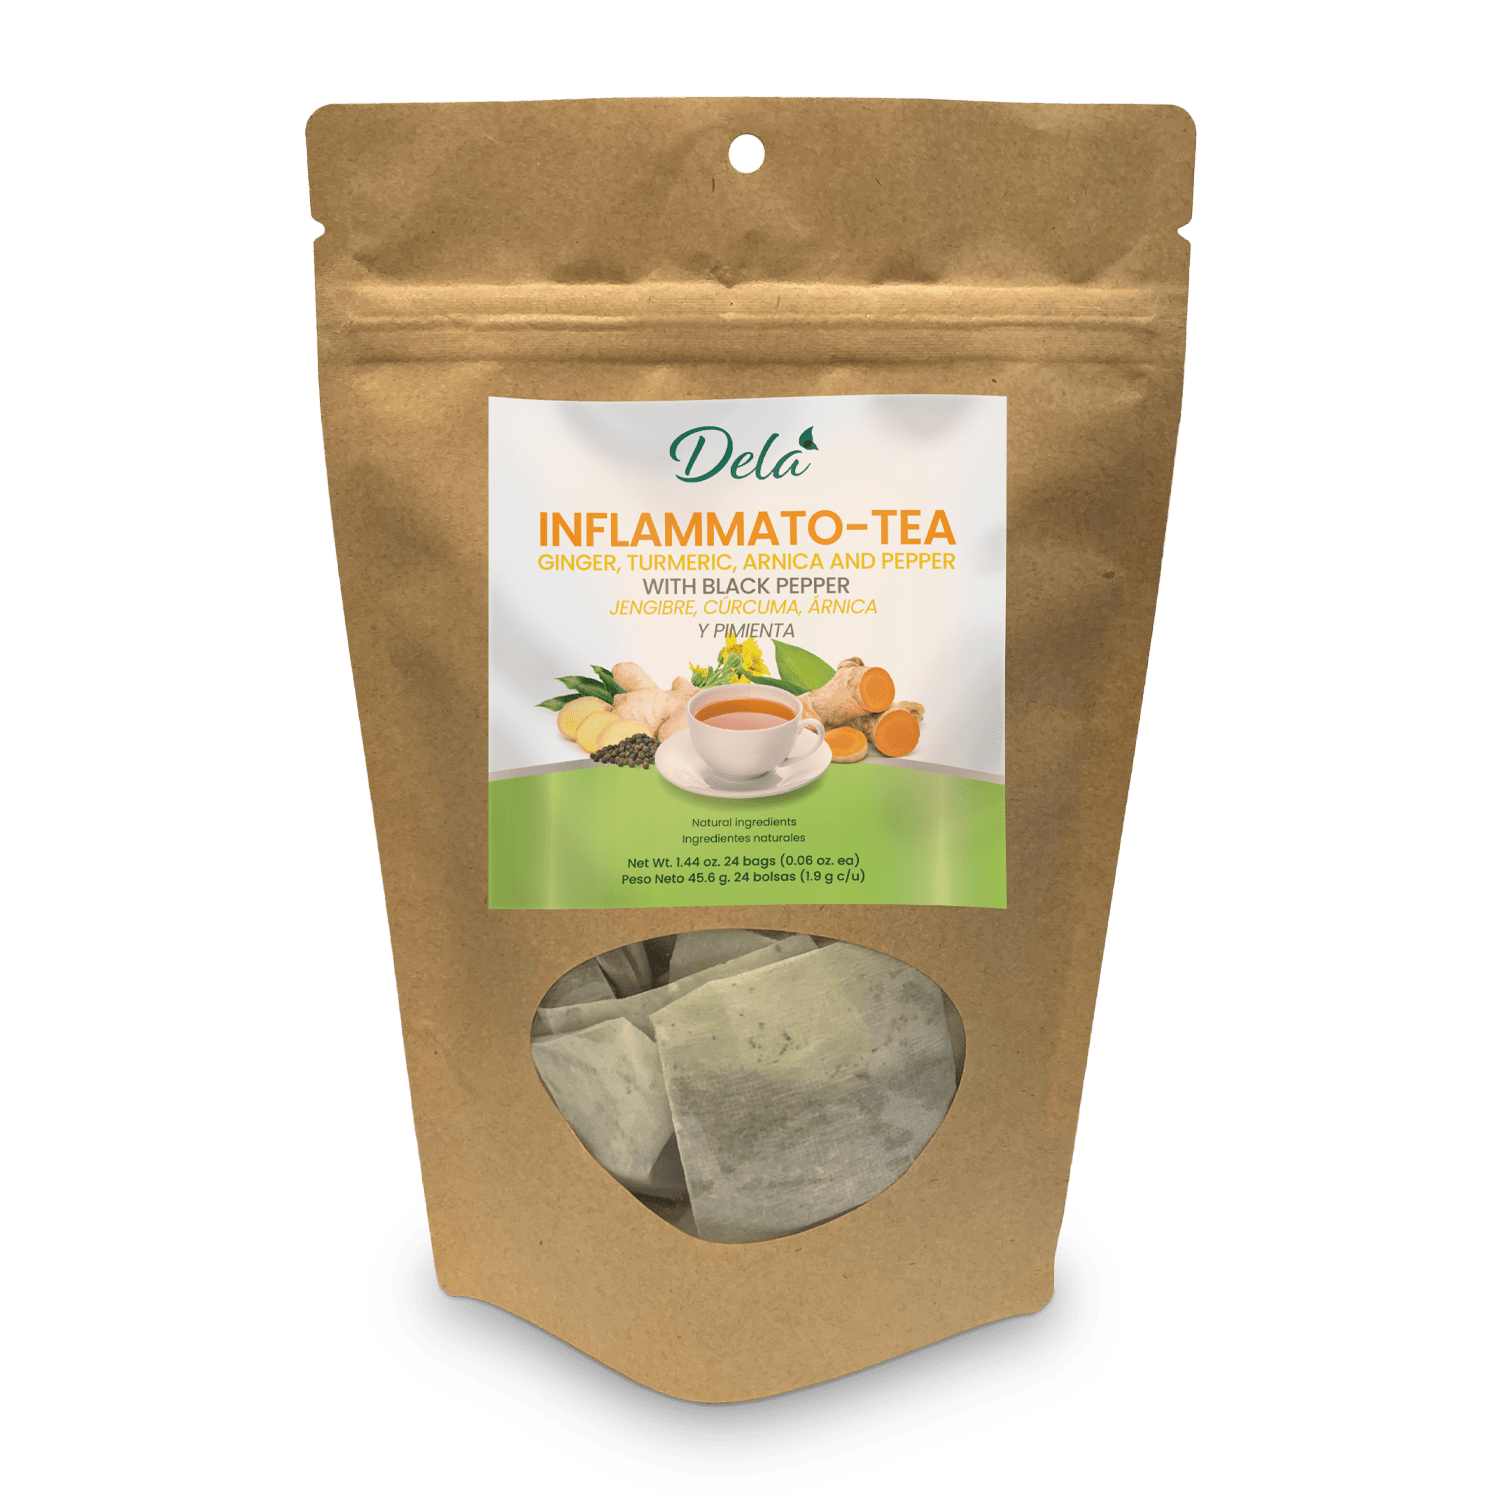 Dela
INFLAMMATO-TEA
GINGER, TURMERIC, ARNICA AND PEPPER
WITH BLACK PEPPER
JENGIBRE, CÚRCUMA, ÁRNICA
Y PIMIENTA
Natural ingredients
Ingredientes naturales
Net Wt. 1.44 oz. 24 bags (0.06 oz. ea)
Peso Neto 45.6 g. 24 bolsas (1.9 g c/u)